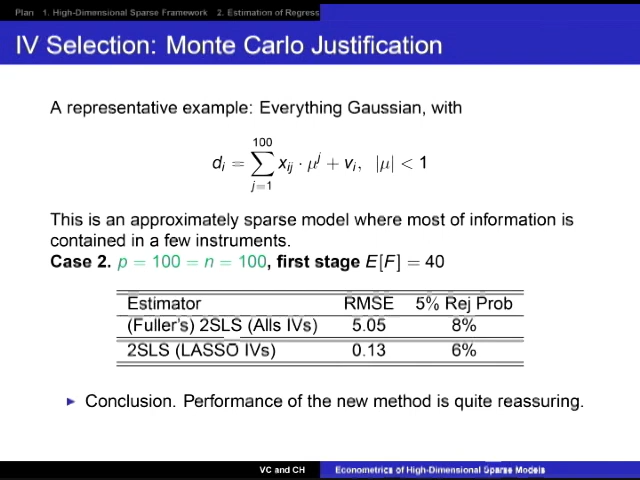 Plan 1. High-Dimensional Sparse Framework 2. Estimation of Regress
IV Selection: Monte Carlo Justification
A representative example: Everything Gaussian, with
d_i = \sum_{j=1}^{100} x_{ij} · μ^j + v_i, |μ| < 1
This is an approximately sparse model where most of information is
contained in a few instruments.
Case 2. p = 100 = n = 100, first stage E[F] = 40
Estimator RMSE 5% Rej Prob
(Fuller's) 2SLS (Alls IVs) 5.05 8%
2SLS (LASSO IVs) 0.13 6%
Conclusion. Performance of the new method is quite reassuring.
VC and CH Econometrics of High-Dimensional Sparse Models